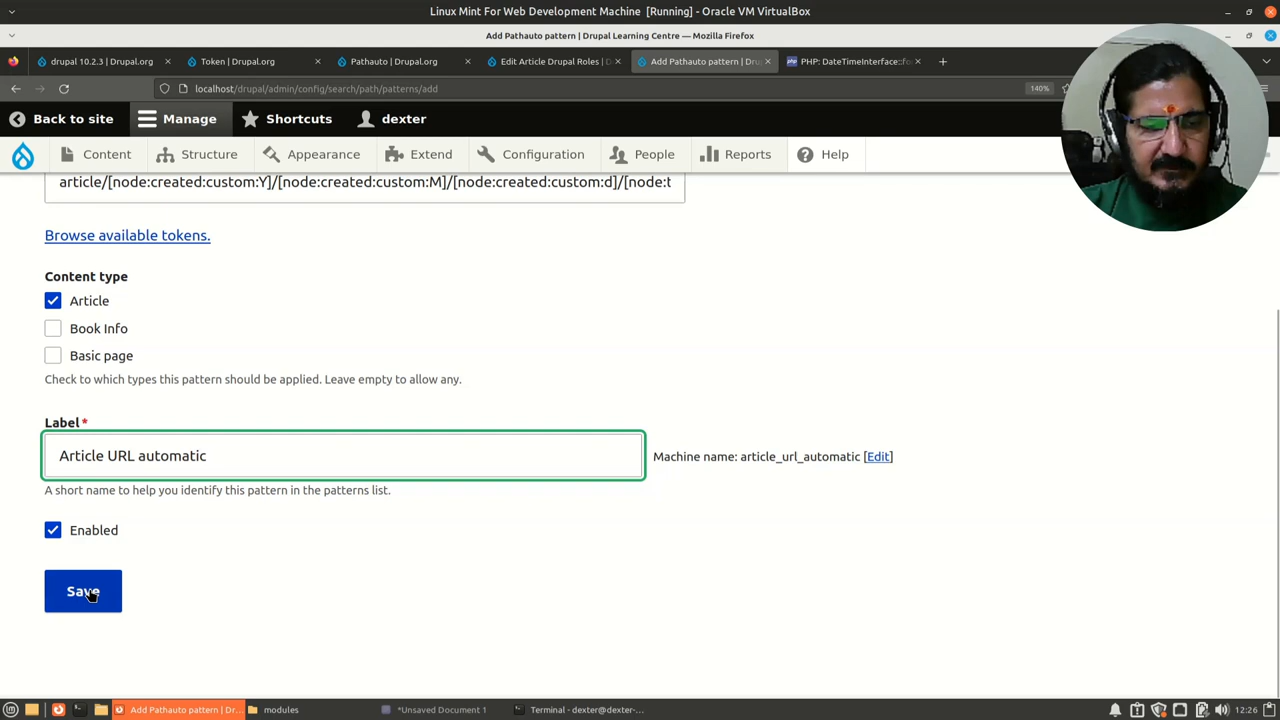 Linux Mint For Web Development Machine [Running] - Oracle VM VirtualBox
Add Pathauto pattern | Drupal Learning Centre — Mozilla Firefox
drupal 10.2.3 | Drupal.org
Token | Drupal.org
Pathauto | Drupal.org
Edit Article Drupal Roles | D
Add Pathauto pattern | Dru
PHP: DateTimeInterface::fo
localhost/drupal/admin/config/search/path/patterns/add
140%
Back to site
Manage
Shortcuts
dexter
Content
Structure
Appearance
Extend
Configuration
People
Reports
Help
article/[node:created:custom:Y]/[node:created:custom:M]/[node:created:custom:d]/[node:t
Browse available tokens.
Content type
Article
Book Info
Basic page
Check to which types this pattern should be applied. Leave empty to allow any.
Label*
Article URL automatic
Machine name: article_url_automatic [Edit]
A short name to help you identify this pattern in the patterns list.
Enabled
Save
Add Pathauto pattern | Dr...
modules
*Unsaved Document 1
Terminal - dexter@dexter-...
12:26